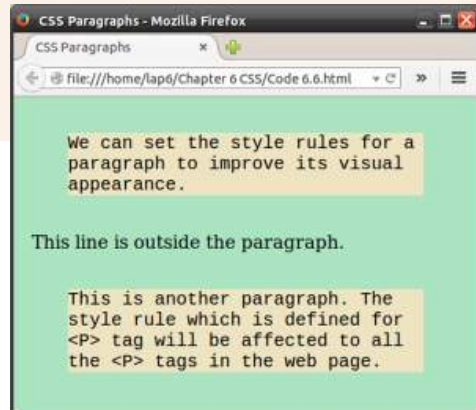 CSS Paragraphs - Mozilla Firefox
CSS Paragraphs
file:///home/lap6/Chapter 6 CSS/Code 6.6.html
We can set the style rules for a
paragraph to improve its visual
appearance.
This line is outside the paragraph.
This is another paragraph. The
style rule which is defined for
<P> tag will be affected to all
the <P> tags in the web page.